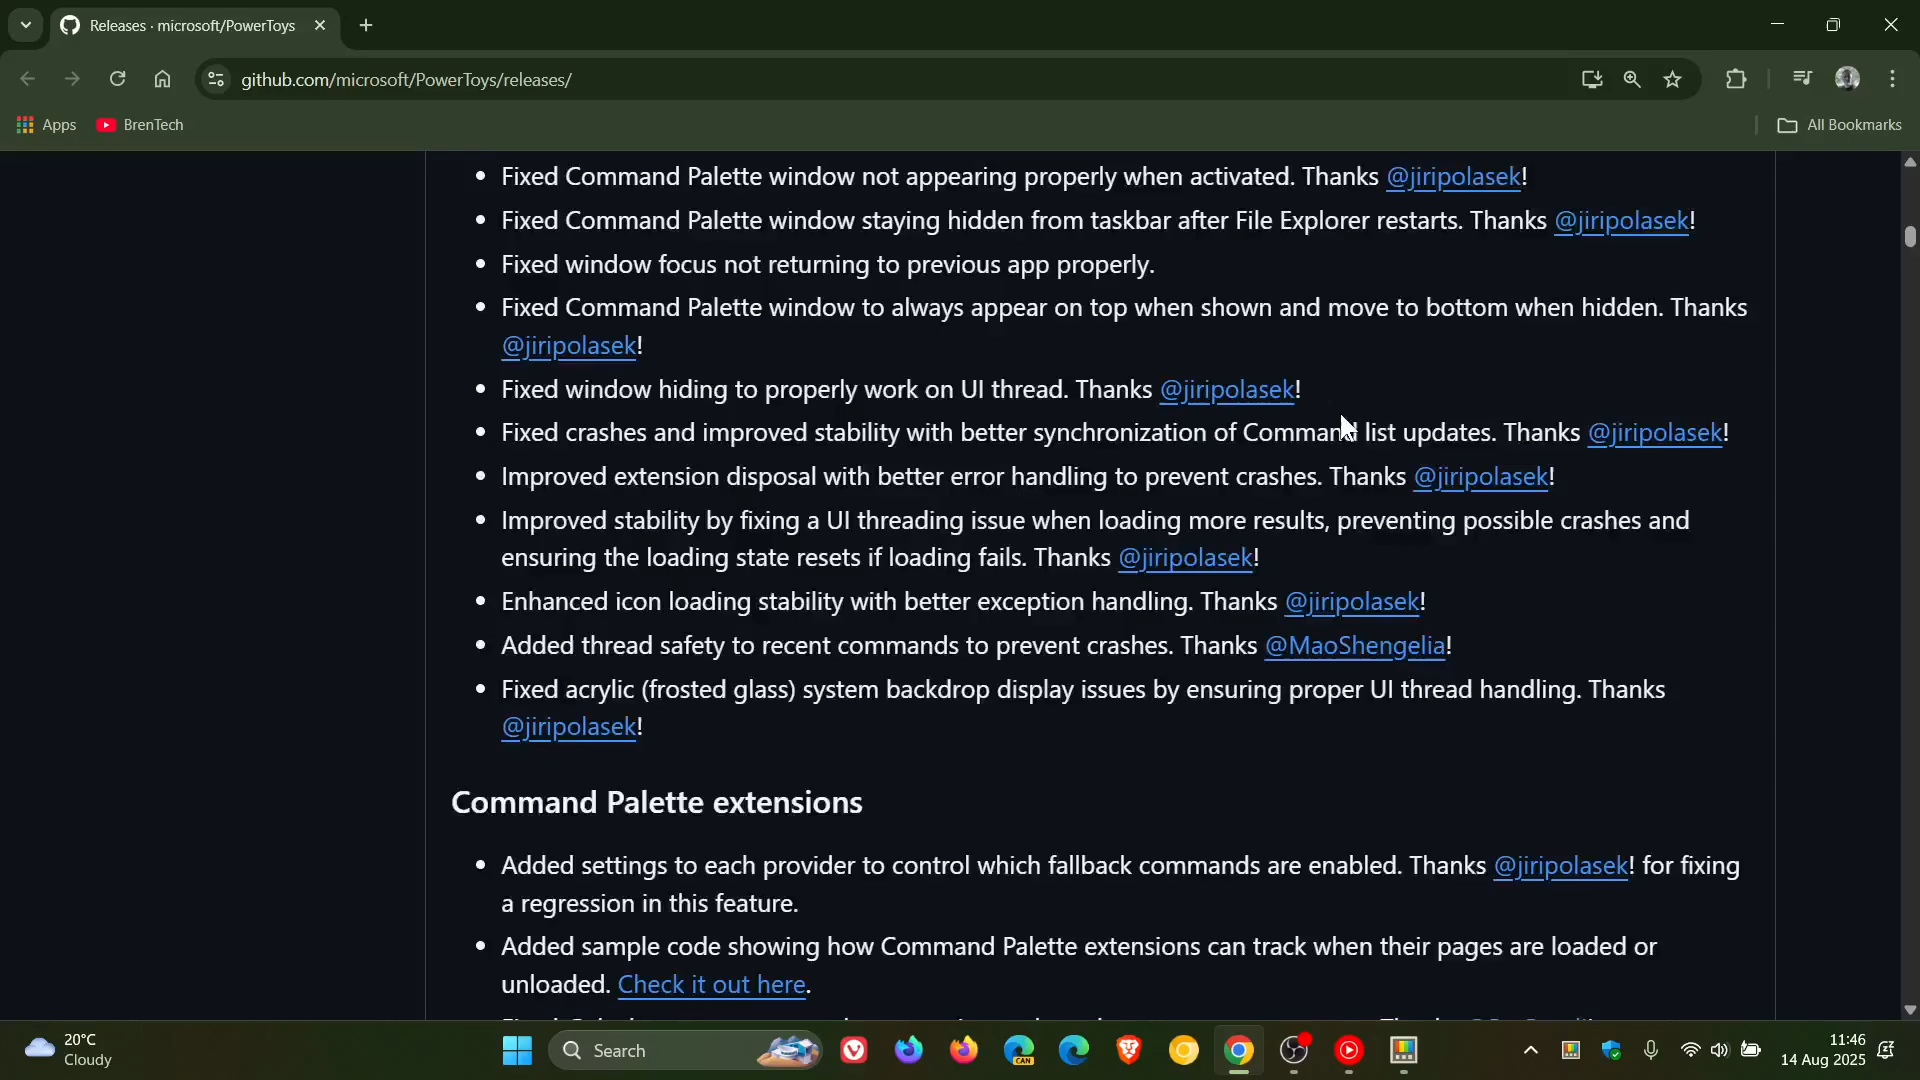 Releases · microsoft/PowerToys
github.com/microsoft/PowerToys/releases/
Apps
BrenTech
All Bookmarks
Fixed Command Palette window not appearing properly when activated. Thanks @jiripolasek!
Fixed Command Palette window staying hidden from taskbar after File Explorer restarts. Thanks @jiripolasek!
Fixed window focus not returning to previous app properly.
Fixed Command Palette window to always appear on top when shown and move to bottom when hidden. Thanks
@jiripolasek!
Fixed window hiding to properly work on UI thread. Thanks @jiripolasek!
Fixed crashes and improved stability with better synchronization of Command list updates. Thanks @jiripolasek!
Improved extension disposal with better error handling to prevent crashes. Thanks @jiripolasek!
Improved stability by fixing a UI threading issue when loading more results, preventing possible crashes and
ensuring the loading state resets if loading fails. Thanks @jiripolasek!
Enhanced icon loading stability with better exception handling. Thanks @jiripolasek!
Added thread safety to recent commands to prevent crashes. Thanks @MaoShengelia!
Fixed acrylic (frosted glass) system backdrop display issues by ensuring proper UI thread handling. Thanks
@jiripolasek!
Command Palette extensions
Added settings to each provider to control which fallback commands are enabled. Thanks @jiripolasek! for fixing
a regression in this feature.
Added sample code showing how Command Palette extensions can track when their pages are loaded or
unloaded. Check it out here.
20°C
Cloudy
Search
CAN
11:46
14 Aug 2025